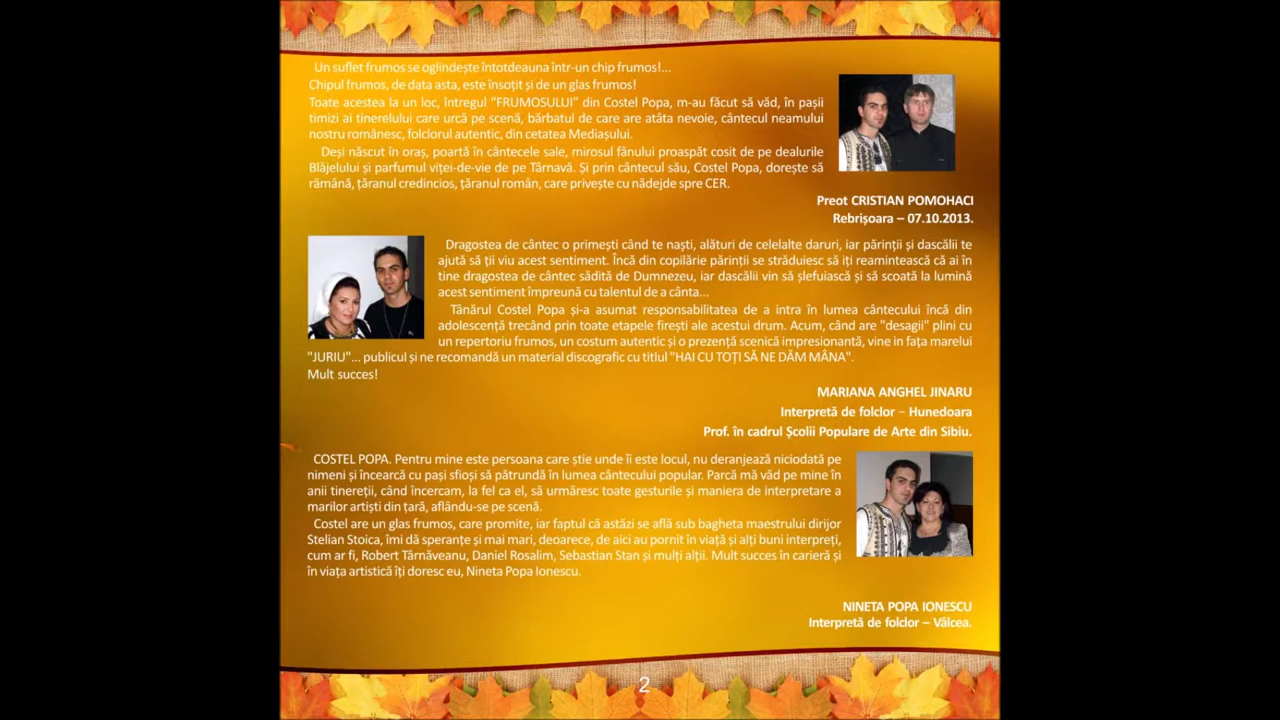 Un suflet frumos se oglindește întotdeauna într-un chip frumos!...
Chipul frumos, de data asta, este însoțit și de un glas frumos!
Toate acestea la un loc, întregul "FRUMOSULUI" din Costel Popa, m-au făcut să văd, în pașii
timizi ai tinerelului care urcă pe scenă, bărbatul de care are atâta nevoie, cântecul neamului
nostru românesc, folclorul autentic, din cetatea Mediașului.
Deși născut în oraș, poartă în cântecele sale, mirosul fânului proaspăt cosit de pe dealurile
Blăjelului și parfumul viței-de-vie de pe Târnavă. Și prin cântecul său, Costel Popa, dorește să
rămână, țăranul credincios, țăranul român, care privește cu nădejde spre CER.
Preot CRISTIAN POMOHACI
Rebrișoara – 07.10.2013.
Dragostea de cântec o primești când te naști, alături de celelalte daruri, iar părinții și dascălii te
ajută să ții viu acest sentiment. Încă din copilărie părinții se străduiesc să iți reamintească că ai în
tine dragostea de cântec sădită de Dumnezeu, iar dascălii vin să șlefuiască și să scoată la lumină
acest sentiment împreună cu talentul de a cânta...
Tânărul Costel Popa și-a asumat responsabilitatea de a intra în lumea cântecului încă din
adolescență trecând prin toate etapele firești ale acestui drum. Acum, când are "desagii" plini cu
un repertoriu frumos, un costum autentic și o prezență scenică impresionantă, vine in fața marelui
"JURIU"... publicul și ne recomandă un material discografic cu titlul "HAI CU TOȚI SĂ NE DĂM MÂNA".
Mult succes!
MARIANA ANGHEL JINARU
Interpretă de folclor – Hunedoara
Prof. în cadrul Școlii Populare de Arte din Sibiu.
COSTEL POPA. Pentru mine este persoana care știe unde îi este locul, nu deranjează niciodată pe
nimeni și încearcă cu pași sfioși să pătrundă în lumea cântecului popular. Parcă mă văd pe mine în
anii tinereții, când încercam, la fel ca el, să urmăresc toate gesturile și maniera de interpretare a
marilor artiști din țară, aflându-se pe scenă.
Costel are un glas frumos, care promite, iar faptul că astăzi se află sub bagheta maestrului dirijor
Stelian Stoica, îmi dă speranțe și mai mari, deoarece, de aici au pornit în viață și alți buni interpreți,
cum ar fi, Robert Târnăveanu, Daniel Rosalim, Sebastian Stan și mulți alții. Mult succes în carieră și
în viața artistică îți doresc eu, Nineta Popa Ionescu.
NINETA POPA IONESCU
Interpretă de folclor – Vâlcea.
2